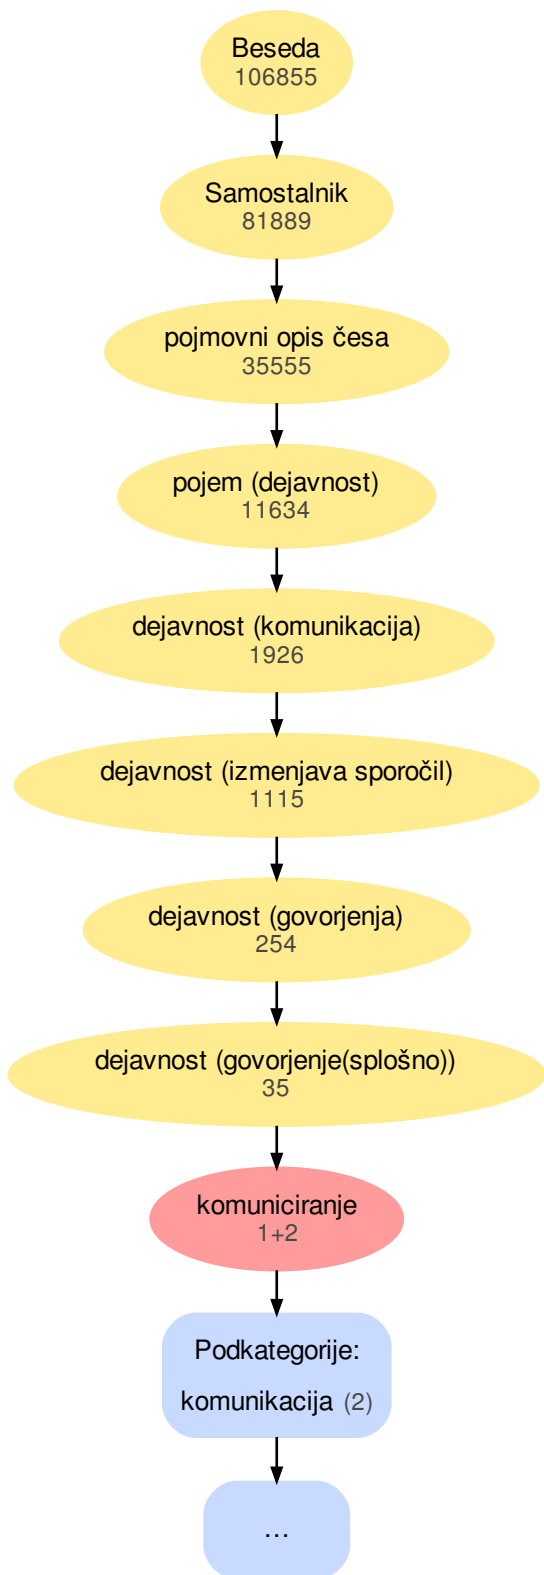 Beseda
106855
Samostalnik
81889
pojmovni opis česa
35555
pojem (dejavnost)
11634
dejavnost (komunikacija)
1926
dejavnost (izmenjava sporočil)
1115
dejavnost (govorjenja)
254
dejavnost (govorjenje(splošno))
35
komuniciranje
1+2
Podkategorije:
komunikacija (2)
...